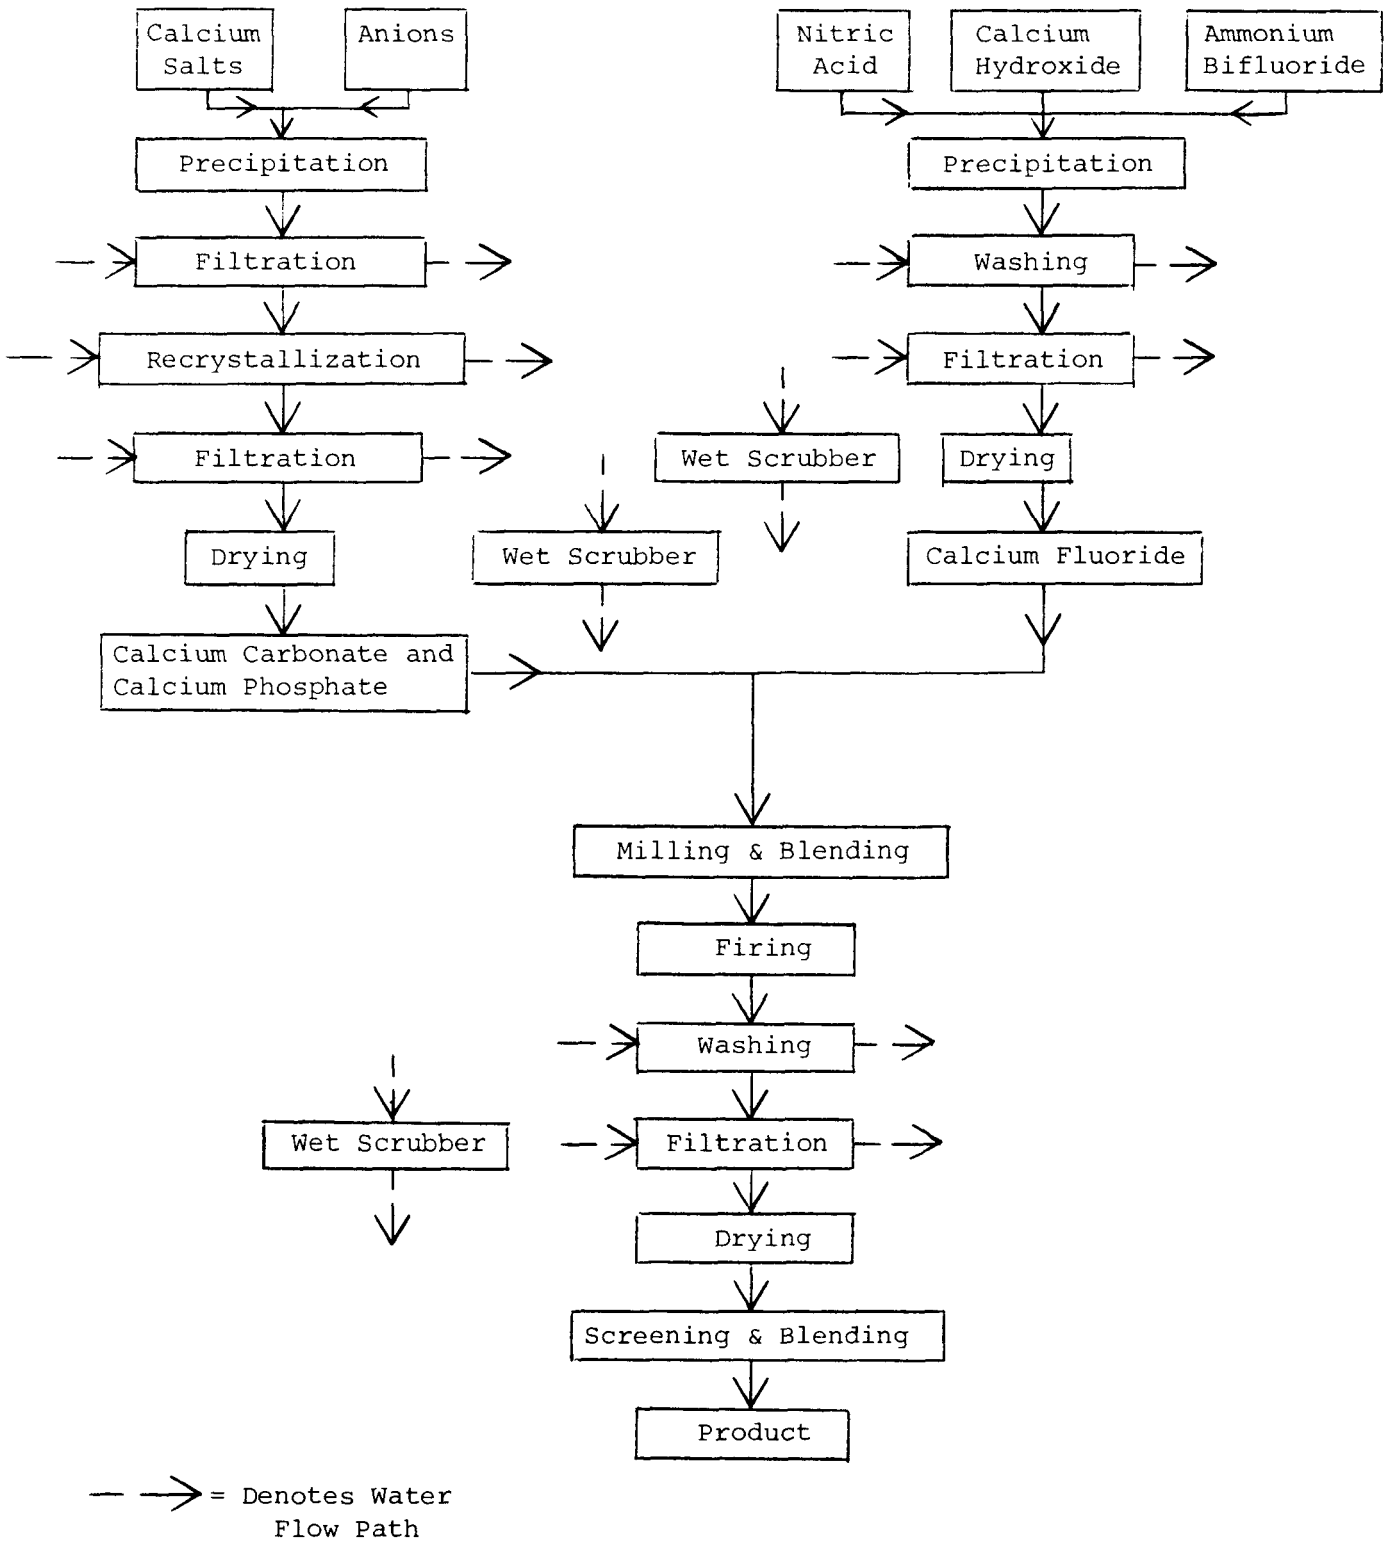 Calcium
Salts
Anions
Nitric
Acid
Calcium
Hydroxide
Ammonium
Bifluoride
Precipitation
Precipitation
Filtration
Washing
Recrystallization
Filtration
Filtration
Wet Scrubber
Drying
Drying
Wet Scrubber
Calcium Fluoride
Calcium Carbonate and
Calcium Phosphate
Milling & Blending
Firing
Washing
Wet Scrubber
Filtration
Drying
Screening & Blending
Product
= Denotes Water
Flow Path